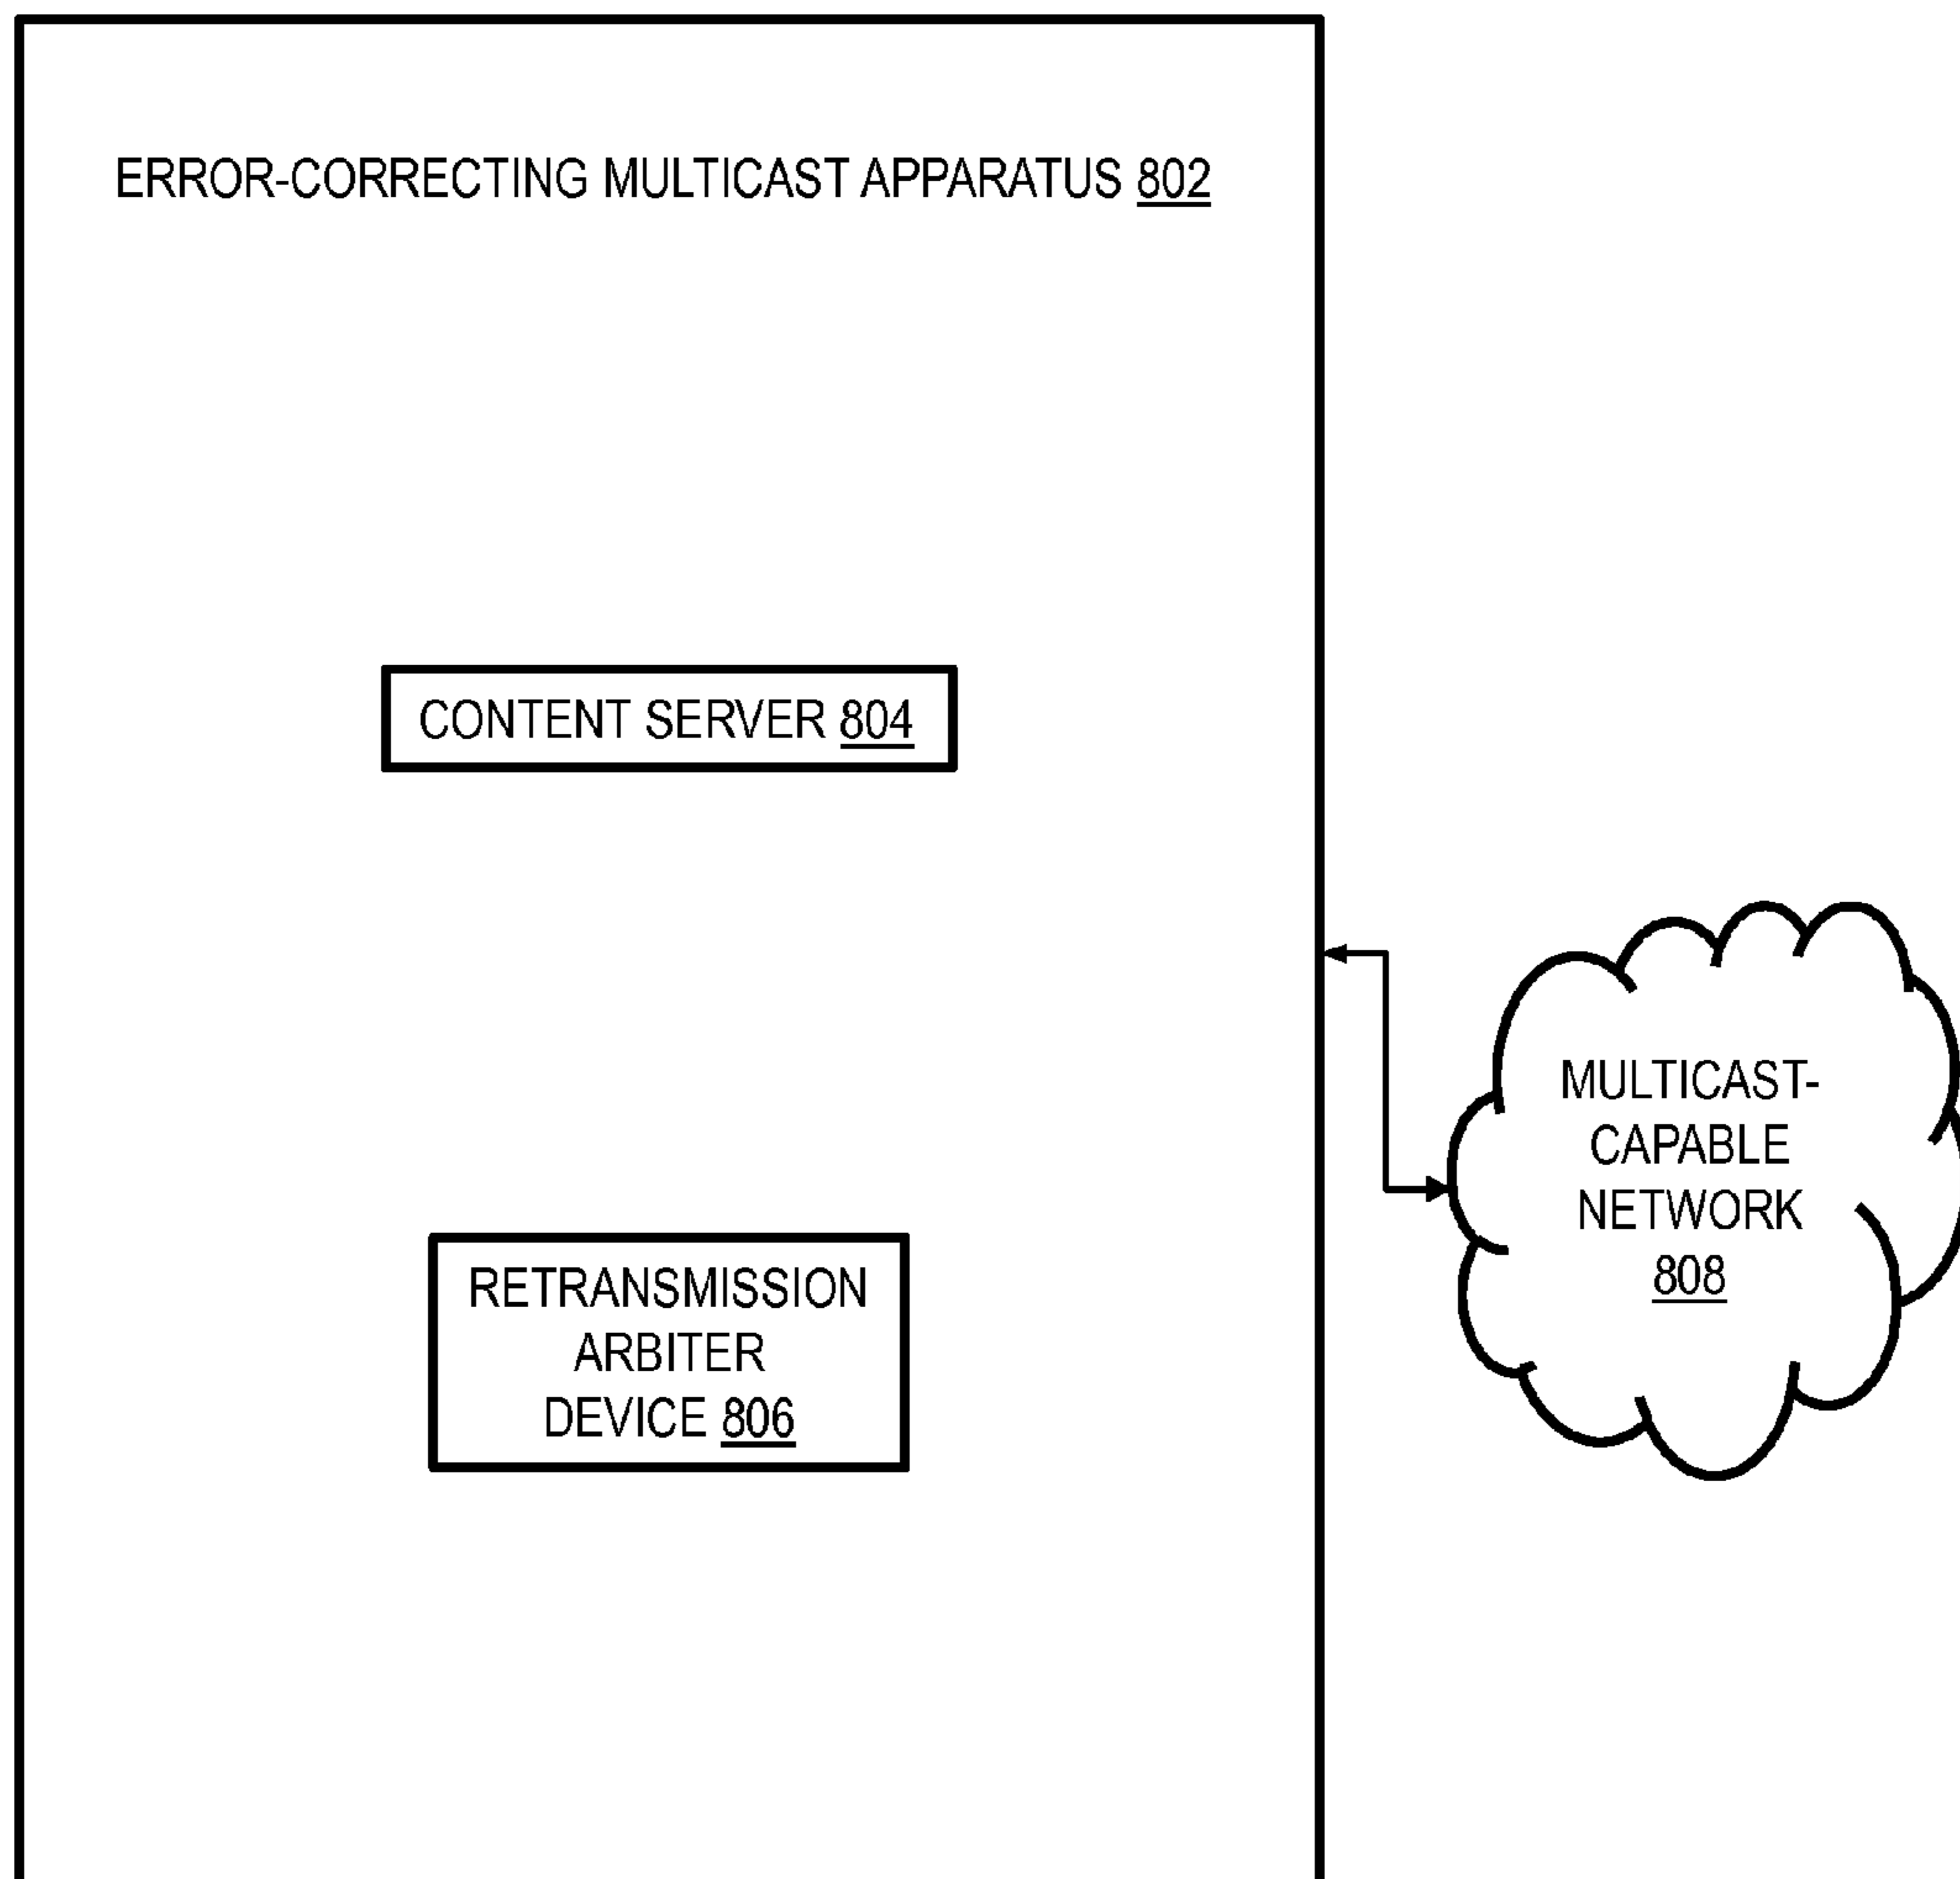 ERROR-CORRECTING MULTICAST APPARATUS 802
CONTENT SERVER 804
MULTICAST-
CAPABLE
NETWORK
808
RETRANSMISSION
ARBITER
DEVICE 806